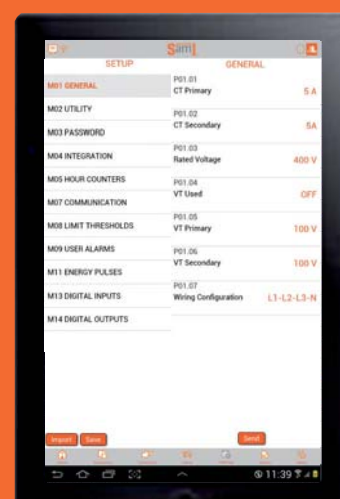 Sam1
SETUP
GENERAL
M01 GENERAL
M02 UTILITY
M03 PASSWORD
M04 INTEGRATION
M05 HOUR COUNTERS
M07 COMMUNICATION
M08 LIMIT THRESHOLDS
M09 USER ALARMS
M11 ENERGY PULSES
M13 DIGITAL INPUTS
M14 DIGITAL OUTPUTS
P01.01
CT Primary 5 A
P01.02
CT Secondary 5A
P01.03
Rated Voltage 400 V
P01.04
VT Used OFF
P01.05
VT Primary 100 V
P01.06
VT Secondary 100 V
P01.07
Wiring Configuration L1-L2-L3-N
Import Save Send
11:39